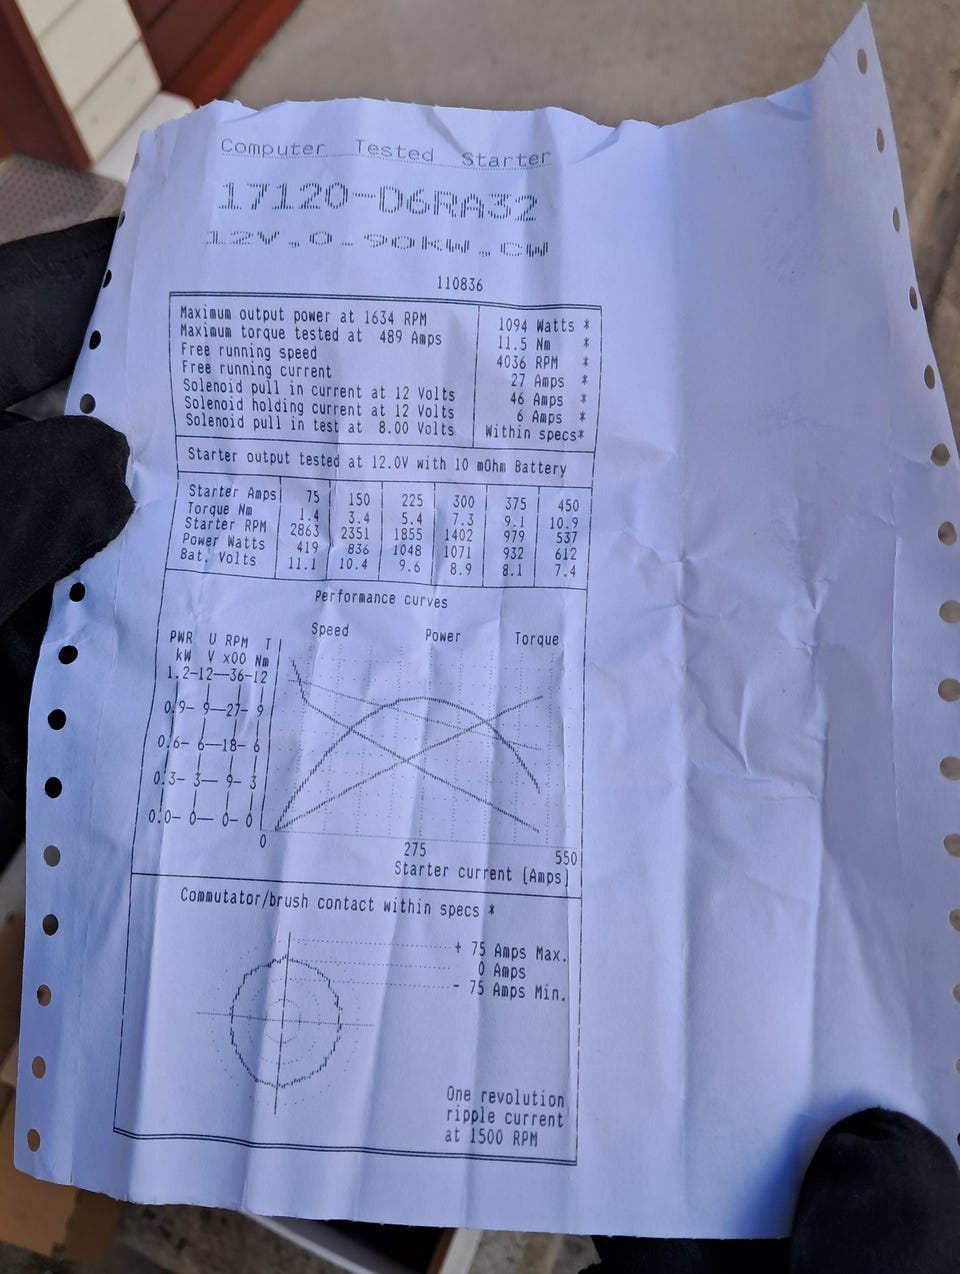 Computer Tested Starter
17120-D6RA32
12V,0.90KW,CW
110836
Maximum output power at 1634 RPM 1094 Watts *
Maximum torque tested at 489 Amps 11.5 Nm *
Free running speed 4036 RPM *
Free running current 27 Amps *
Solenoid pull in current at 12 Volts 46 Amps *
Solenoid holding current at 12 Volts 6 Amps *
Solenoid pull in test at 8.00 Volts Within specs*
Starter output tested at 12.0V with 10 mOhm Battery
Starter Amps 75 150 225 300 375 450
Torque Nm 1.4 3.4 5.4 7.3 9.1 10.9
Starter RPM 2863 2351 1855 1402 979 537
Power Watts 419 836 1048 1071 932 612
Bat. Volts 11.1 10.4 9.6 8.9 8.1 7.4
Performance curves
Speed Power Torque
PWR U RPM T
kW V x00 Nm
1.2-12-36-12
0.9-9-27-9
0.6-6-18-6
0.3-3-9-3
0.0-0-0-0
0 275 550
Starter current [Amps]
Commutator/brush contact within specs *
+ 75 Amps Max.
0 Amps
- 75 Amps Min.
One revolution
ripple current
at 1500 RPM